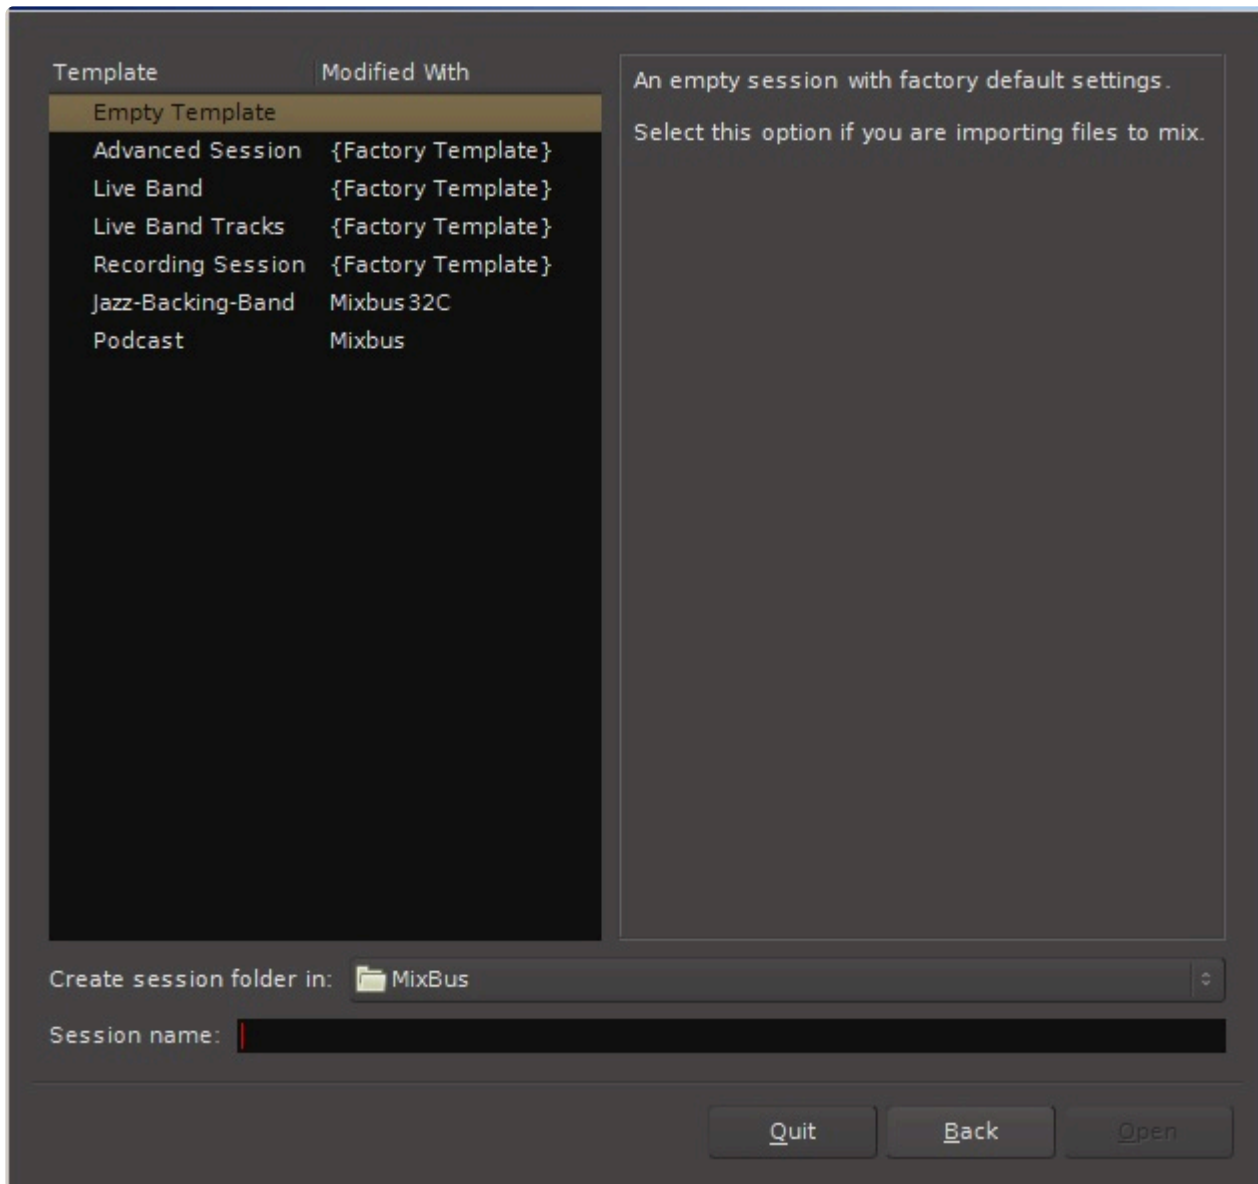 Template Modified With
Empty Template
Advanced Session {Factory Template}
Live Band {Factory Template}
Live Band Tracks {Factory Template}
Recording Session {Factory Template}
Jazz-Backing-Band Mixbus32C
Podcast Mixbus
An empty session with factory default settings.
Select this option if you are importing files to mix.
Create session folder in: MixBus
Session name:
Quit Back Open